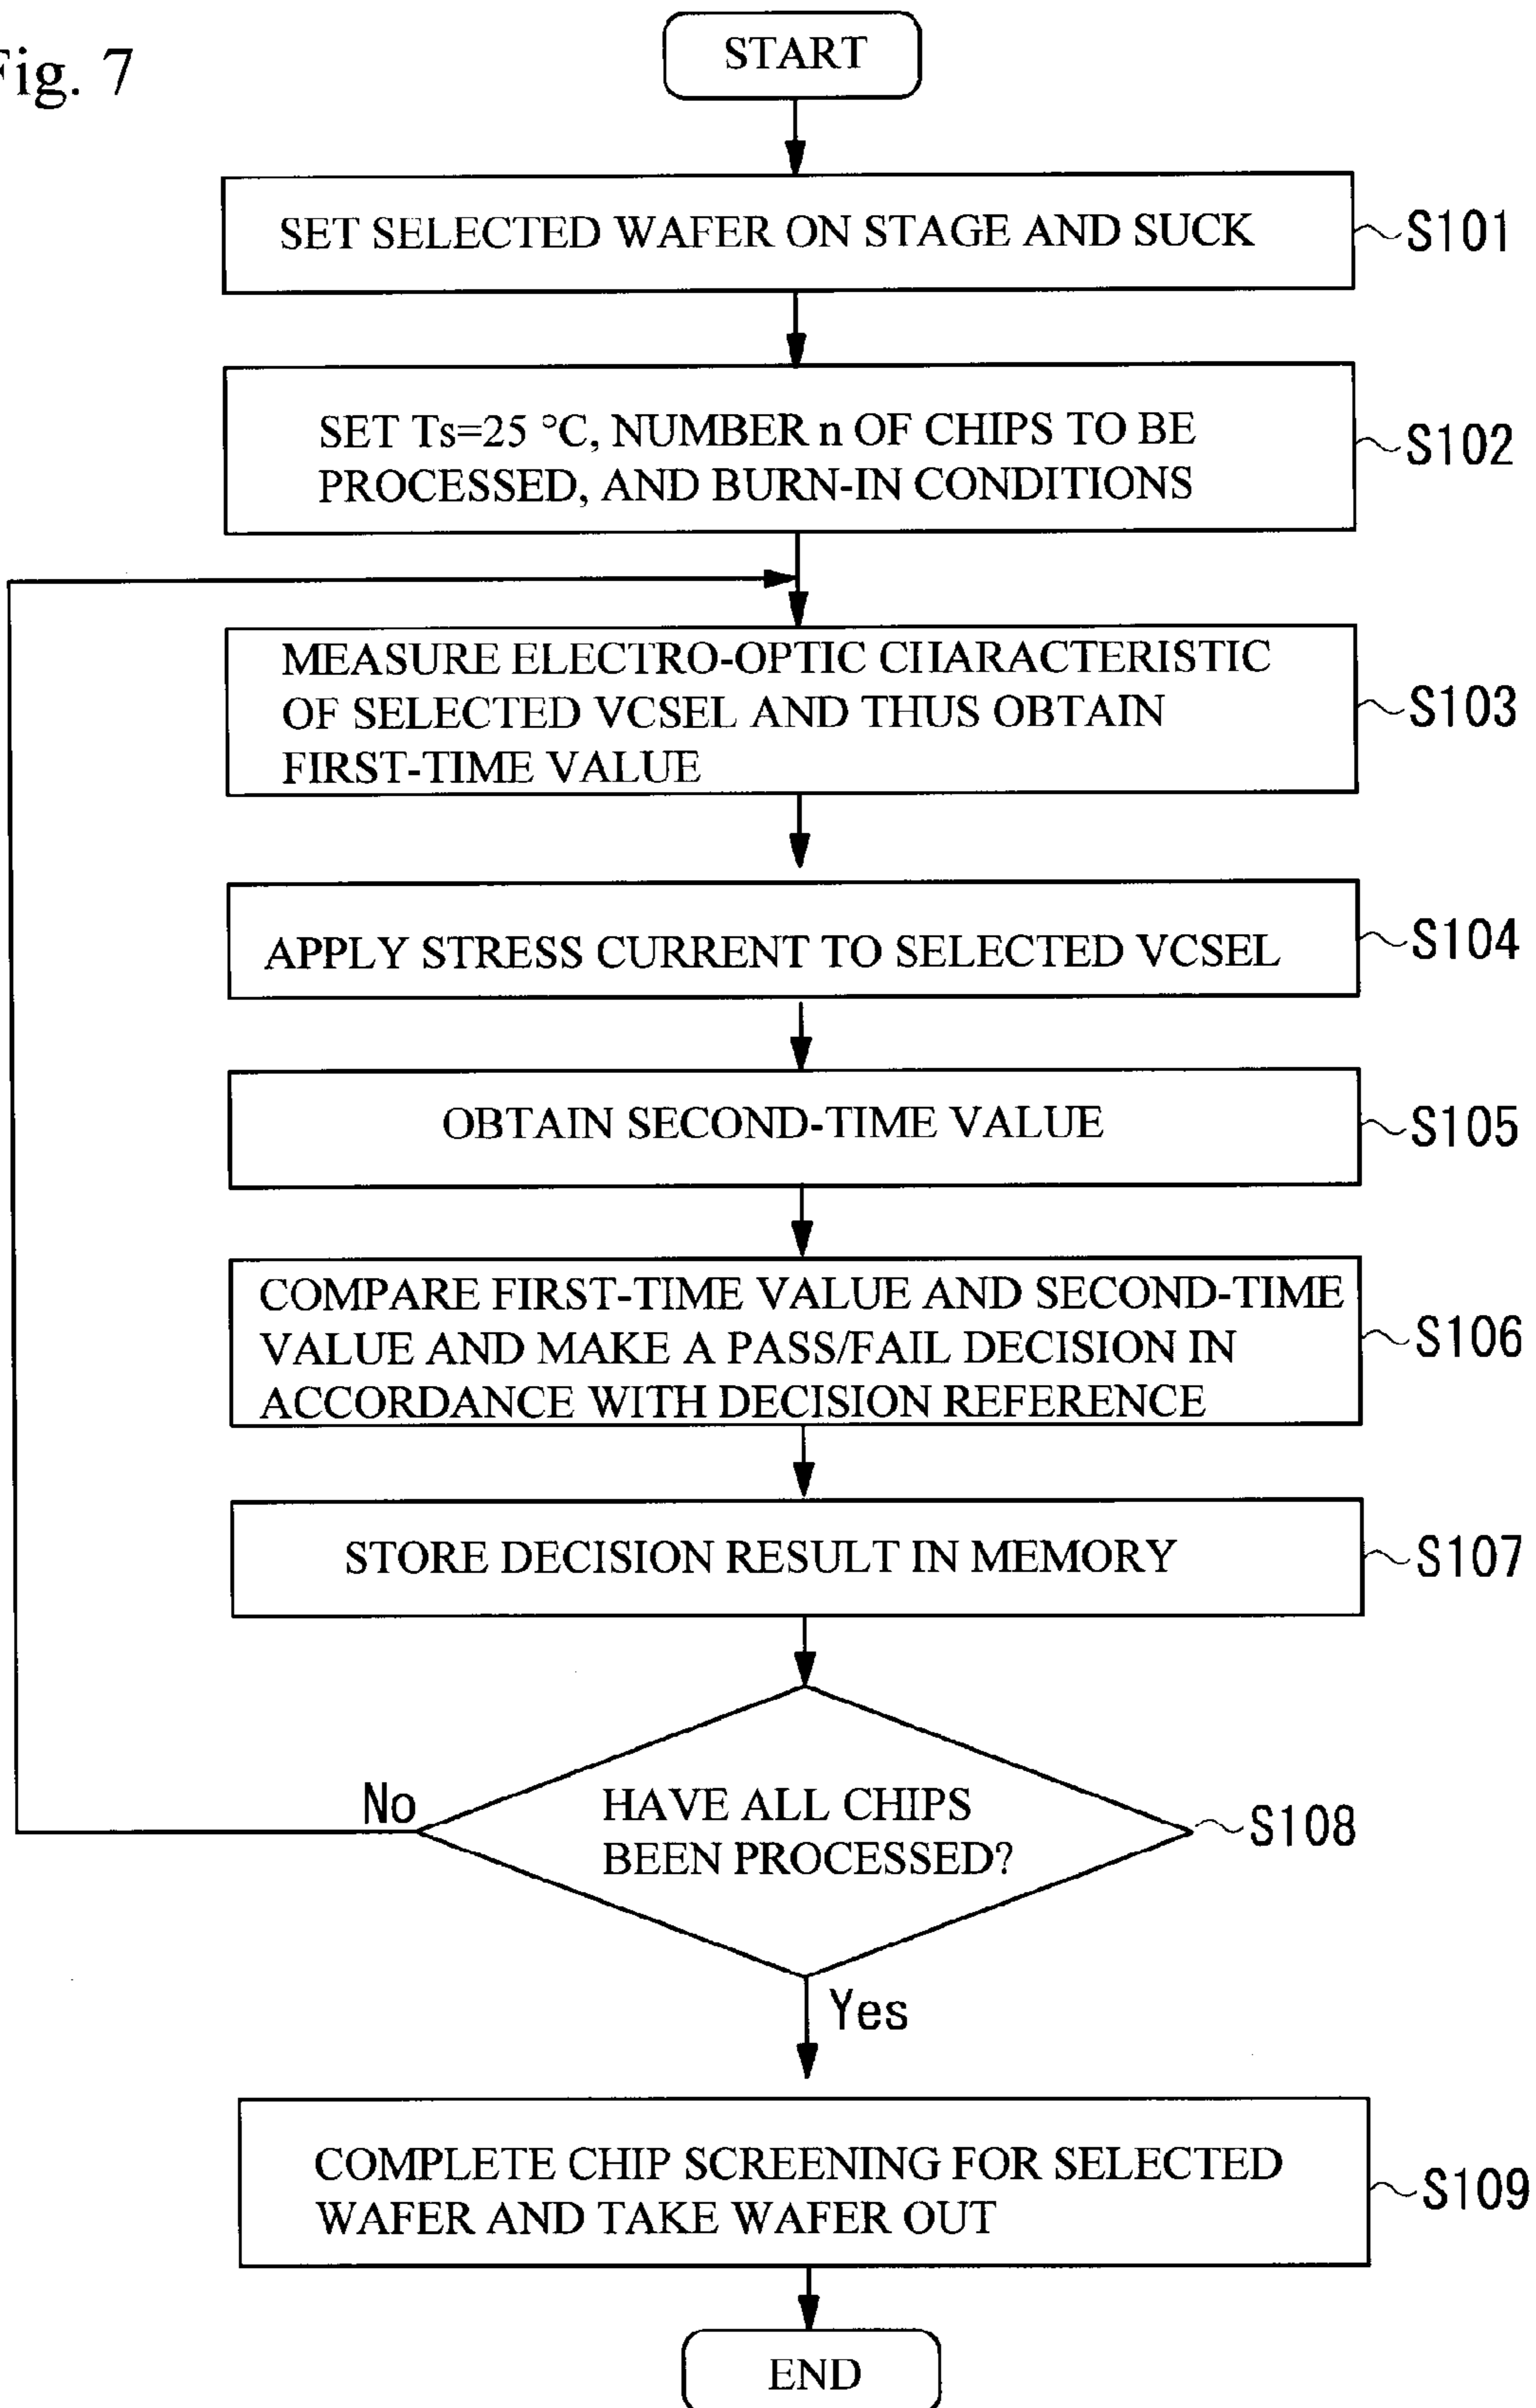 Fig. 7
START
SET SELECTED WAFER ON STAGE AND SUCK
S101
SET Ts=25 °C, NUMBER n OF CHIPS TO BE
PROCESSED, AND BURN-IN CONDITIONS
S102
MEASURE ELECTRO-OPTIC CHARACTERISTIC
OF SELECTED VCSEL AND THUS OBTAIN
FIRST-TIME VALUE
S103
APPLY STRESS CURRENT TO SELECTED VCSEL
S104
OBTAIN SECOND-TIME VALUE
S105
COMPARE FIRST-TIME VALUE AND SECOND-TIME
VALUE AND MAKE A PASS/FAIL DECISION IN
ACCORDANCE WITH DECISION REFERENCE
S106
STORE DECISION RESULT IN MEMORY
S107
No
HAVE ALL CHIPS
BEEN PROCESSED?
S108
Yes
COMPLETE CHIP SCREENING FOR SELECTED
WAFER AND TAKE WAFER OUT
S109
END